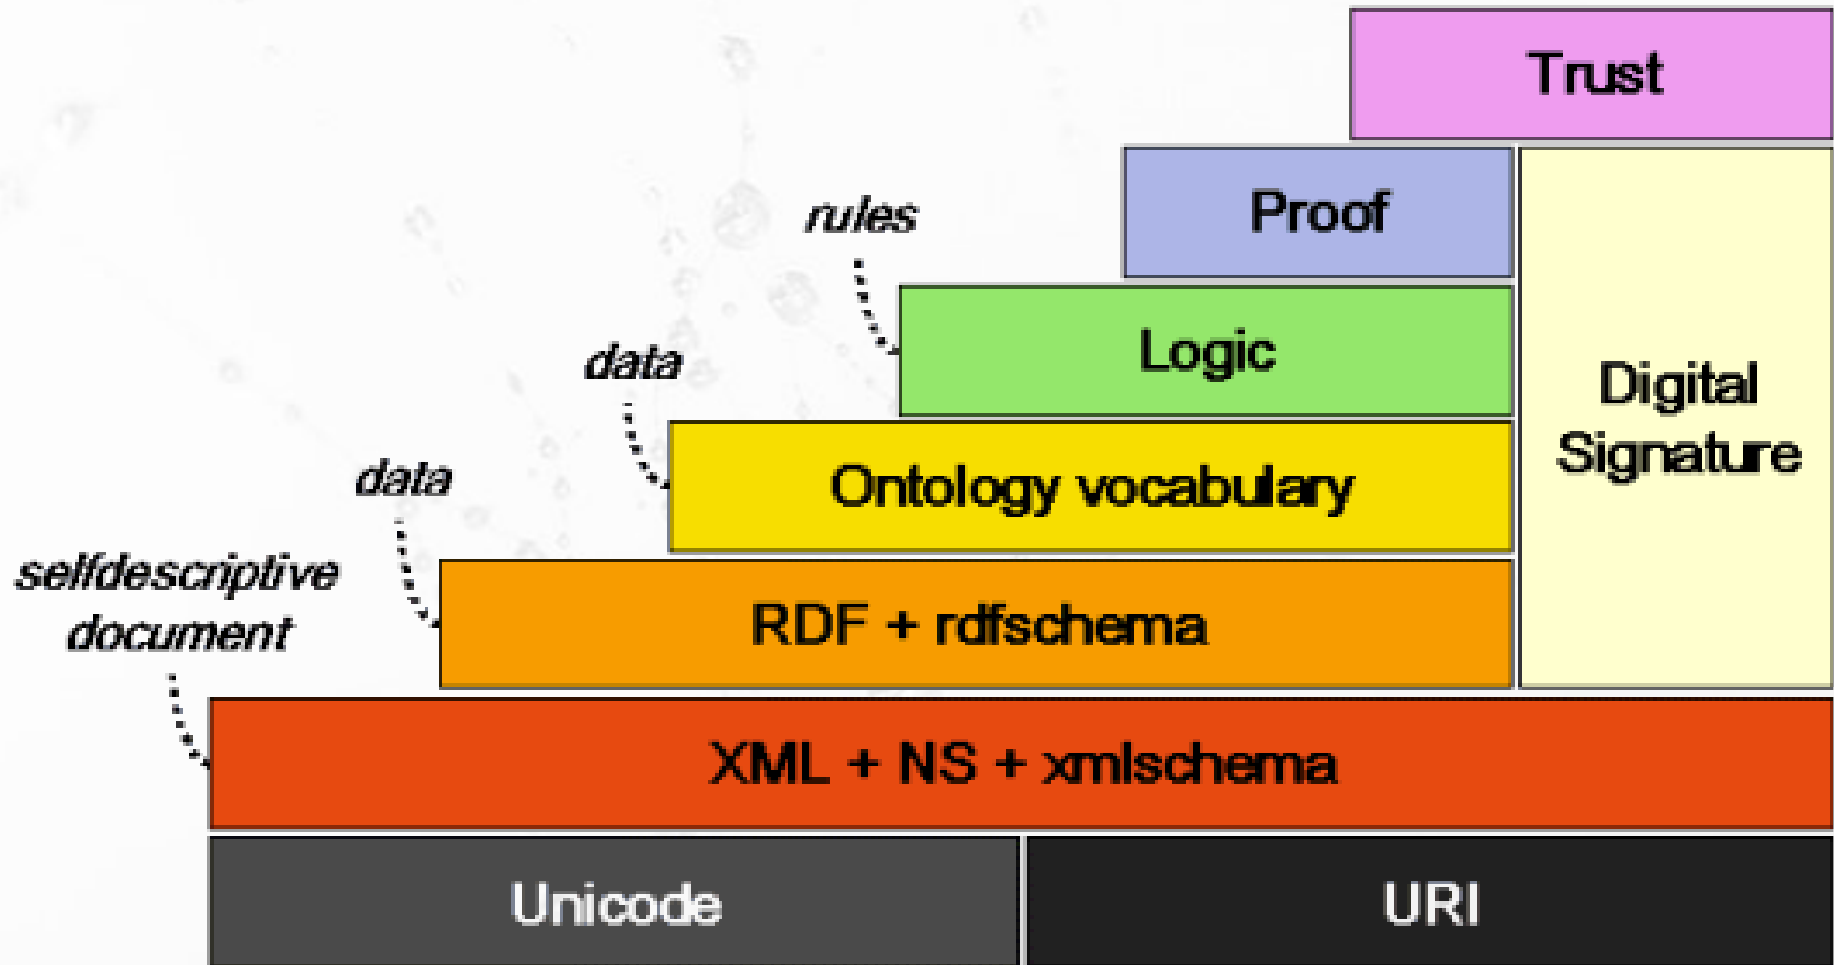 Trust
Proof
rules
Logic
Digital
Signature
data
Ontology vocabulary
data
RDF + rdfschema
selfdescriptive
document
XML + NS + xmlschema
Unicode
URI